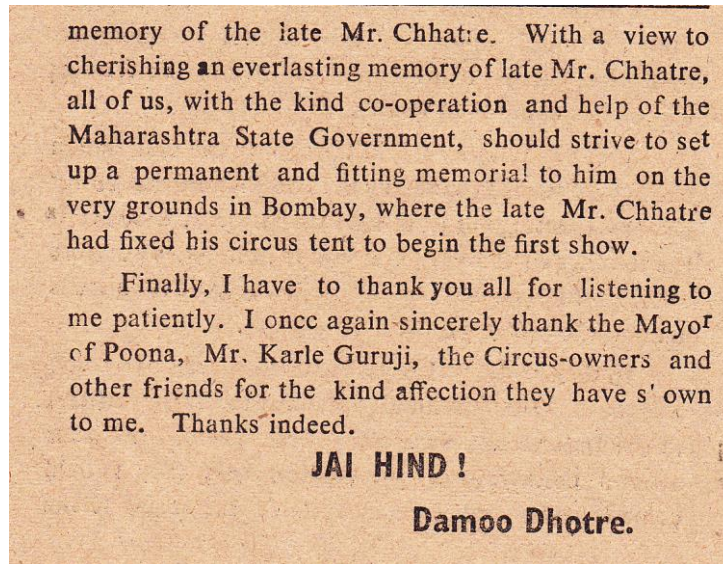 memory of the late Mr. Chhatre. With a view to
cherishing an everlasting memory of late Mr. Chhatre,
all of us, with the kind co-operation and help of the
Maharashtra State Government, should strive to set
up a permanent and fitting memorial to him on the
very grounds in Bombay, where the late Mr. Chhatre
had fixed his circus tent to begin the first show.
Finally, I have to thank you all for listening to
me patiently. I once again sincerely thank the Mayor
of Poona, Mr. Karle Guruji, the Circus-owners and
other friends for the kind affection they have s' own
to me. Thanks indeed.
JAI HIND !
Damoo Dhotre.